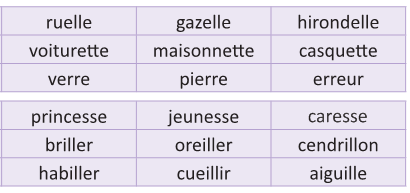 ruelle gazelle hirondelle
voiturette maisonnette casquette
verre pierre erreur
princesse jeunesse caresse
briller oreiller cendrillon
habiller cueillir aiguille